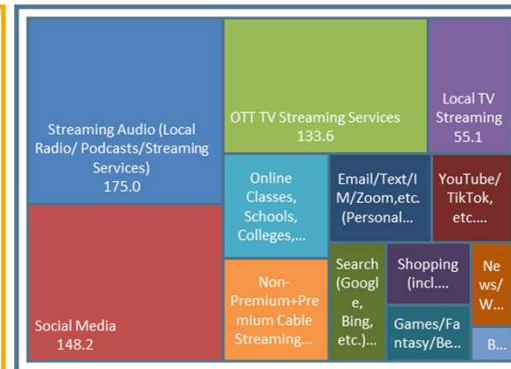 Streaming Audio (Local
Radio/ Podcasts/Streaming
Services)
175.0
Social Media
148.2
OTT TV Streaming Services
133.6
Local TV
Streaming
55.1
Online
Classes,
Schools,
Colleges,...
Email/Text/I
M/Zoom,etc.
(Personal...
YouTube/
TikTok,
etc....
Non-
Premium+Pre
mium Cable
Streaming...
Search
(Googl
e,
Bing,
etc.)...
Shopping
(incl....
Games/Fa
ntasy/Be...
Ne
ws/
W...
B...